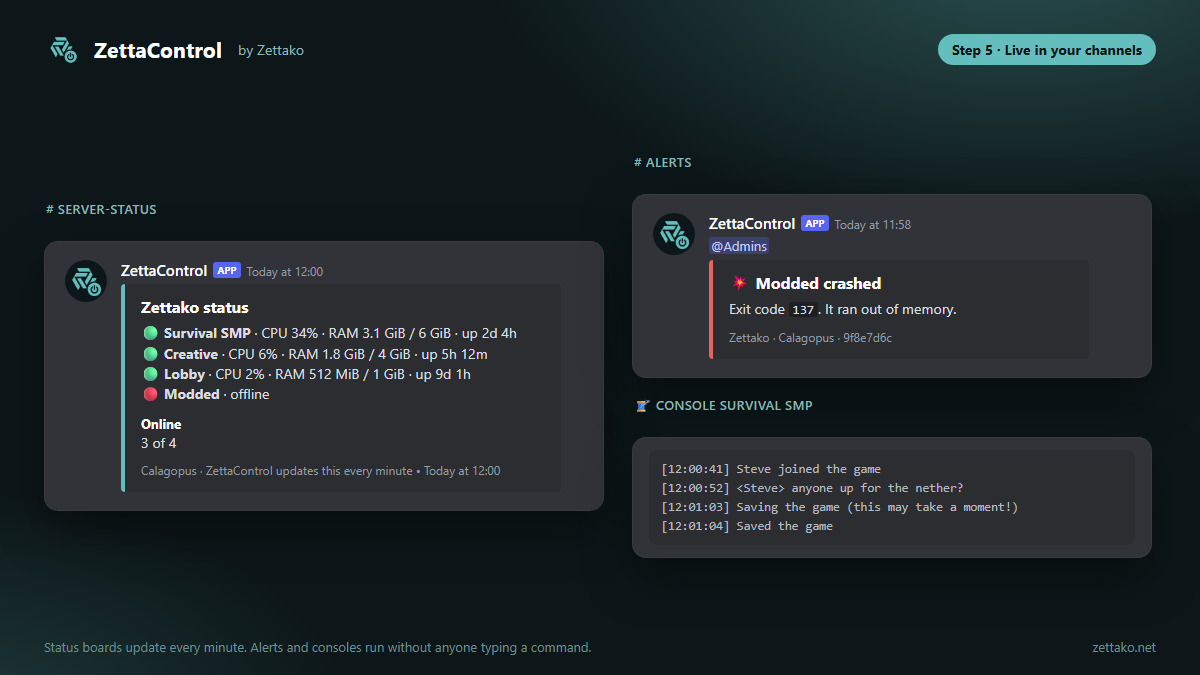 ZettaControl by Zettako
Step 5 · Live in your channels
# SERVER-STATUS
ZettaControl APP Today at 12:00
Zettako status
Survival SMP · CPU 34% · RAM 3.1 GiB / 6 GiB · up 2d 4h
Creative · CPU 6% · RAM 1.8 GiB / 4 GiB · up 5h 12m
Lobby · CPU 2% · RAM 512 MiB / 1 GiB · up 9d 1h
Modded · offline
Online
3 of 4
Calagopus · ZettaControl updates this every minute • Today at 12:00
# ALERTS
ZettaControl APP Today at 11:58
@Admins
Modded crashed
Exit code 137. It ran out of memory.
Zettako · Calagopus · 9f8e7d6c
CONSOLE SURVIVAL SMP
[12:00:41] Steve joined the game
[12:00:52] <Steve> anyone up for the nether?
[12:01:03] Saving the game (this may take a moment!)
[12:01:04] Saved the game
Status boards update every minute. Alerts and consoles run without anyone typing a command.
zettako.net